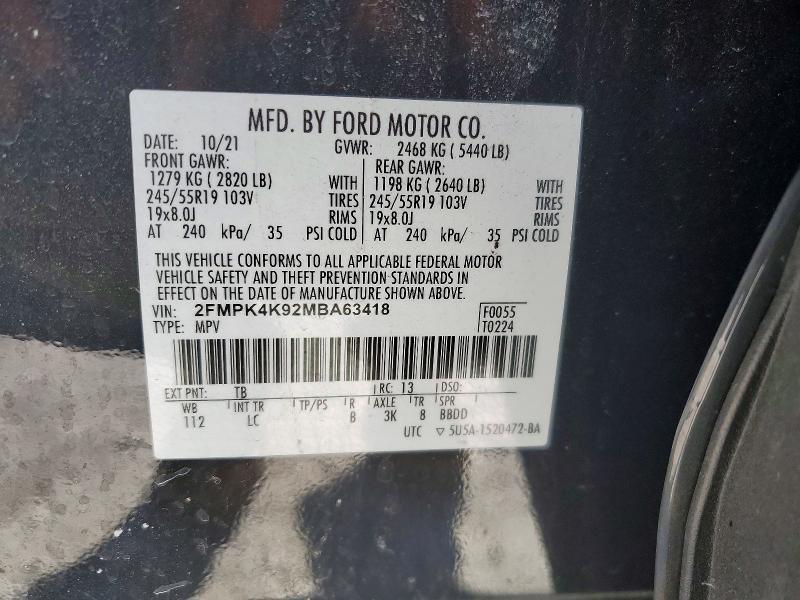 MFD. BY FORD MOTOR CO.
DATE: 10/21 GVWR: 2468 KG ( 5440 LB)
FRONT GAWR: REAR GAWR:
1279 KG ( 2820 LB) WITH 1198 KG ( 2640 LB) WITH
245/55R19 103V TIRES 245/55R19 103V TIRES
19x8.0J RIMS 19x8.0J RIMS
AT 240 kPa/ 35 PSI COLD AT 240 kPa/ 35 PSI COLD
THIS VEHICLE CONFORMS TO ALL APPLICABLE FEDERAL MOTOR
VEHICLE SAFETY AND THEFT PREVENTION STANDARDS IN
EFFECT ON THE DATE OF MANUFACTURE SHOWN ABOVE.
VIN: 2FMPK4K92MBA63418 F0055
TYPE: MPV T0224
EXT PNT: TB RC: 13 DSO:
WB INT TR TP/PS R AXLE TR SPR
112 LC B 3K 8 BBDD
UTC ▽ 5U5A-1520472-BA